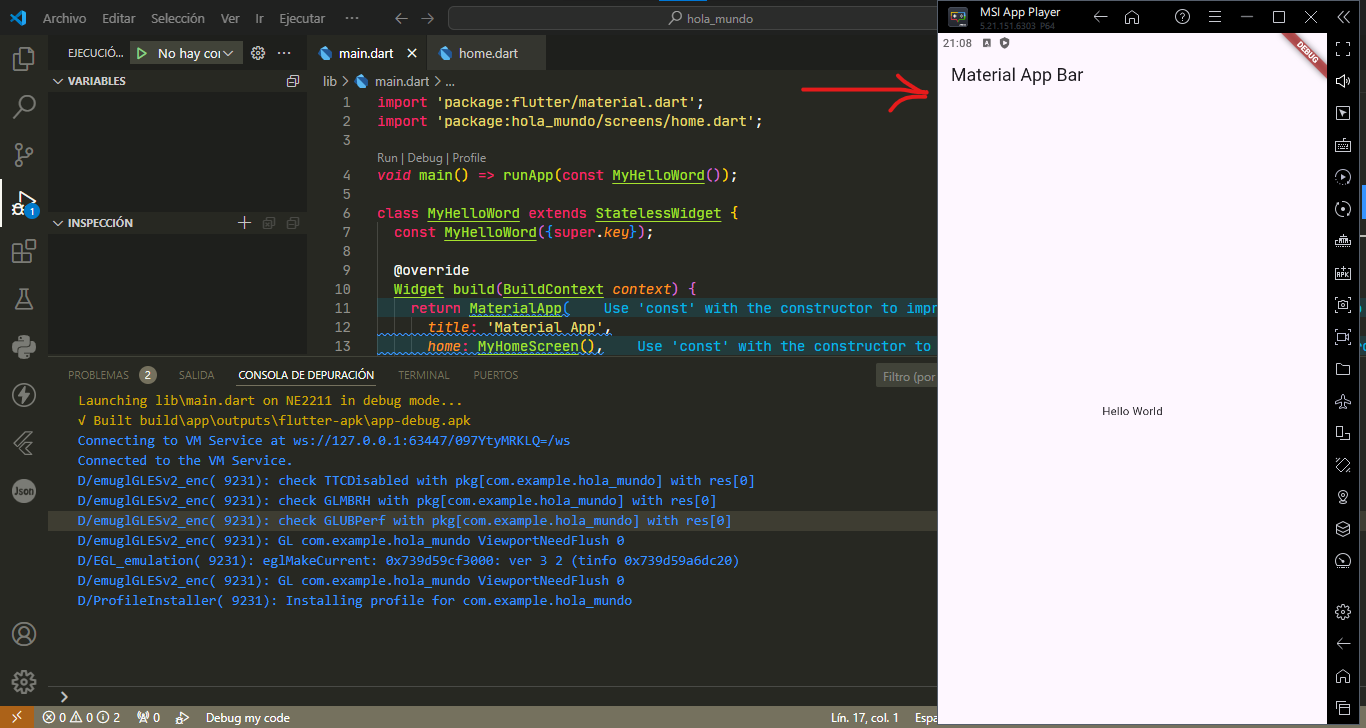 Archivo Editar Selección Ver Ir Ejecutar ··· hola_mundo
EJECUCIÓ... No hay cor ···
VARIABLES
INSPECCIÓN
1
main.dart
home.dart
lib > main.dart > ...
1 import 'package:flutter/material.dart';
2 import 'package:hola_mundo/screens/home.dart';
3
Run | Debug | Profile
4 void main() => runApp(const MyHelloWord());
5
6 class MyHelloWord extends StatelessWidget {
7 const MyHelloWord({super.key});
8
9 @override
10 Widget build(BuildContext context) {
11 return MaterialApp( Use 'const' with the constructor to impr
12 title: 'Material App',
13 home: MyHomeScreen(), Use 'const' with the constructor to
PROBLEMAS 2 SALIDA CONSOLA DE DEPURACIÓN TERMINAL PUERTOS
Filtro (por
Launching lib\main.dart on NE2211 in debug mode...
√ Built build\app\outputs\flutter-apk\app-debug.apk
Connecting to VM Service at ws://127.0.0.1:63447/097YtyMRKLQ=/ws
Connected to the VM Service.
D/emuglGLESv2_enc( 9231): check TTCDisabled with pkg[com.example.hola_mundo] with res[0]
D/emuglGLESv2_enc( 9231): check GLMBRH with pkg[com.example.hola_mundo] with res[0]
D/emuglGLESv2_enc( 9231): check GLUBPerf with pkg[com.example.hola_mundo] with res[0]
D/emuglGLESv2_enc( 9231): GL com.example.hola_mundo ViewportNeedFlush 0
D/EGL_emulation( 9231): eglMakeCurrent: 0x739d59cf3000: ver 3 2 (tinfo 0x739d59a6dc20)
D/emuglGLESv2_enc( 9231): GL com.example.hola_mundo ViewportNeedFlush 0
D/ProfileInstaller( 9231): Installing profile for com.example.hola_mundo
Json
0 0 2 0 Debug my code Lín. 17, col. 1 Espa
MSI App Player
5.21.151.6303 P64
21:08 A
DEBUG
Material App Bar
Hello World
APK